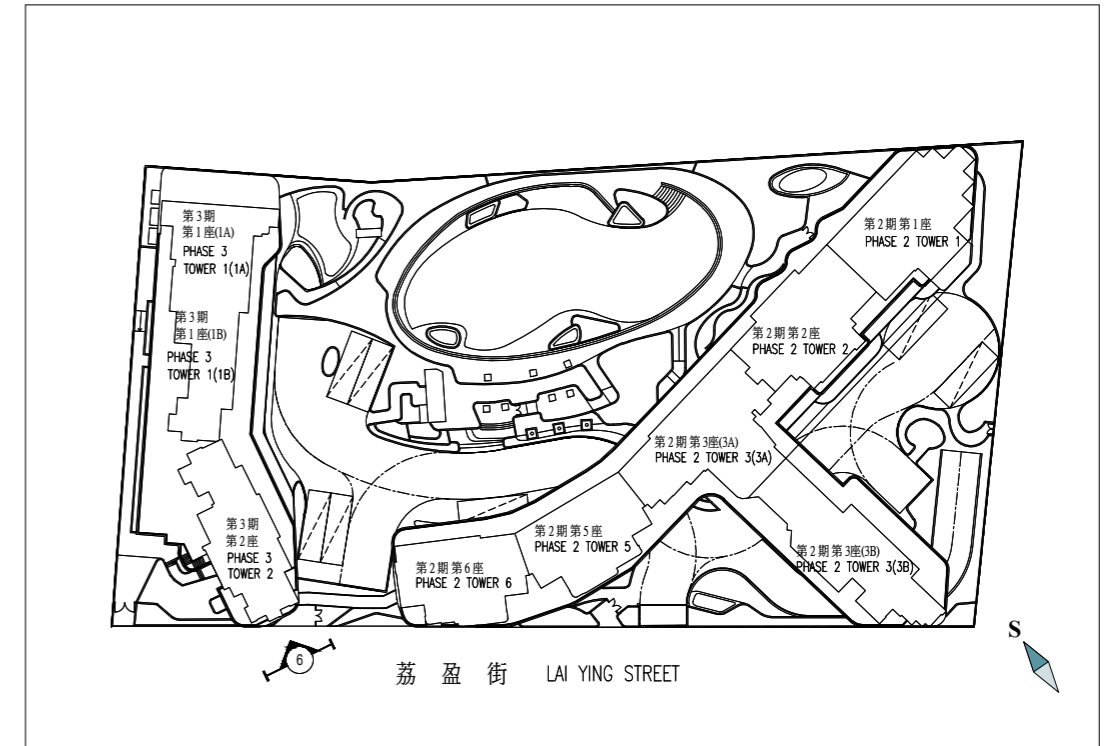 第3期
第1座(1A)
PHASE 3
TOWER 1(1A)
第3期
第1座(1B)
PHASE 3
TOWER 1(1B)
第3期
第2座
PHASE 3
TOWER 2
第2期第1座
PHASE 2 TOWER 1
第2期第2座
PHASE 2 TOWER 2
第2期第3座(3A)
PHASE 2 TOWER 3(3A)
第2期第5座
PHASE 2 TOWER 5
第2期第6座
PHASE 2 TOWER 6
第2期第3座(3B)
PHASE 2 TOWER 3(3B)
S
6
荔盈街 LAI YING STREET